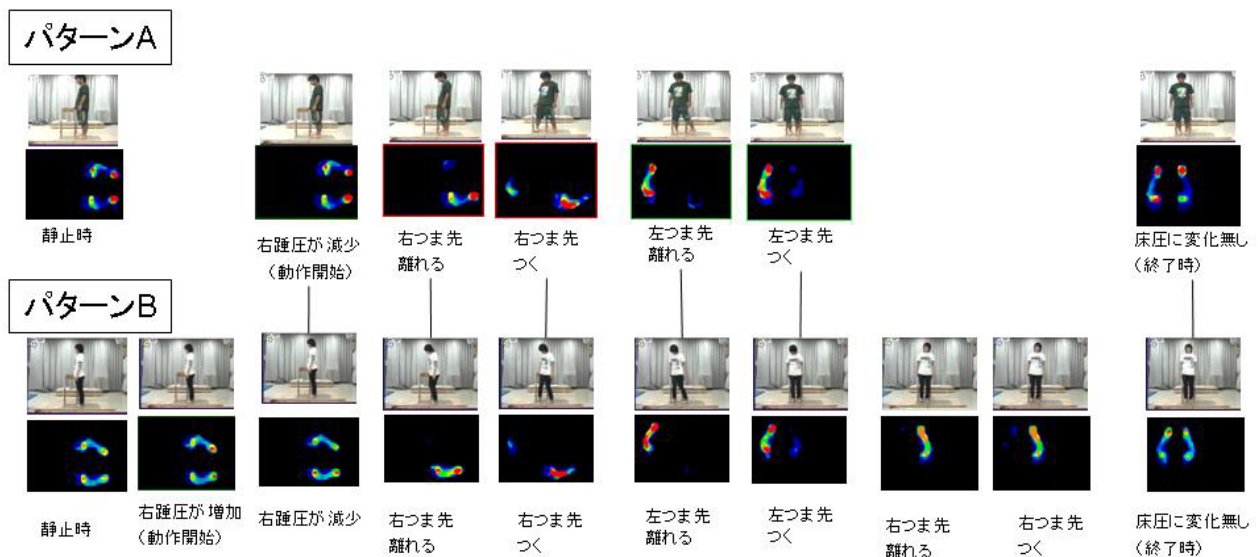 パターンA
静止時
右踵圧が減少
(動作開始)
右つま先
離れる
右つま先
つく
左つま先
離れる
左つま先
つく
床圧に変化無し
(終了時)
パターンB
静止時
右踵圧が増加
(動作開始)
右踵圧が減少
右つま先
離れる
右つま先
つく
左つま先
離れる
左つま先
つく
右つま先
離れる
右つま先
つく
床圧に変化無し
(終了時)